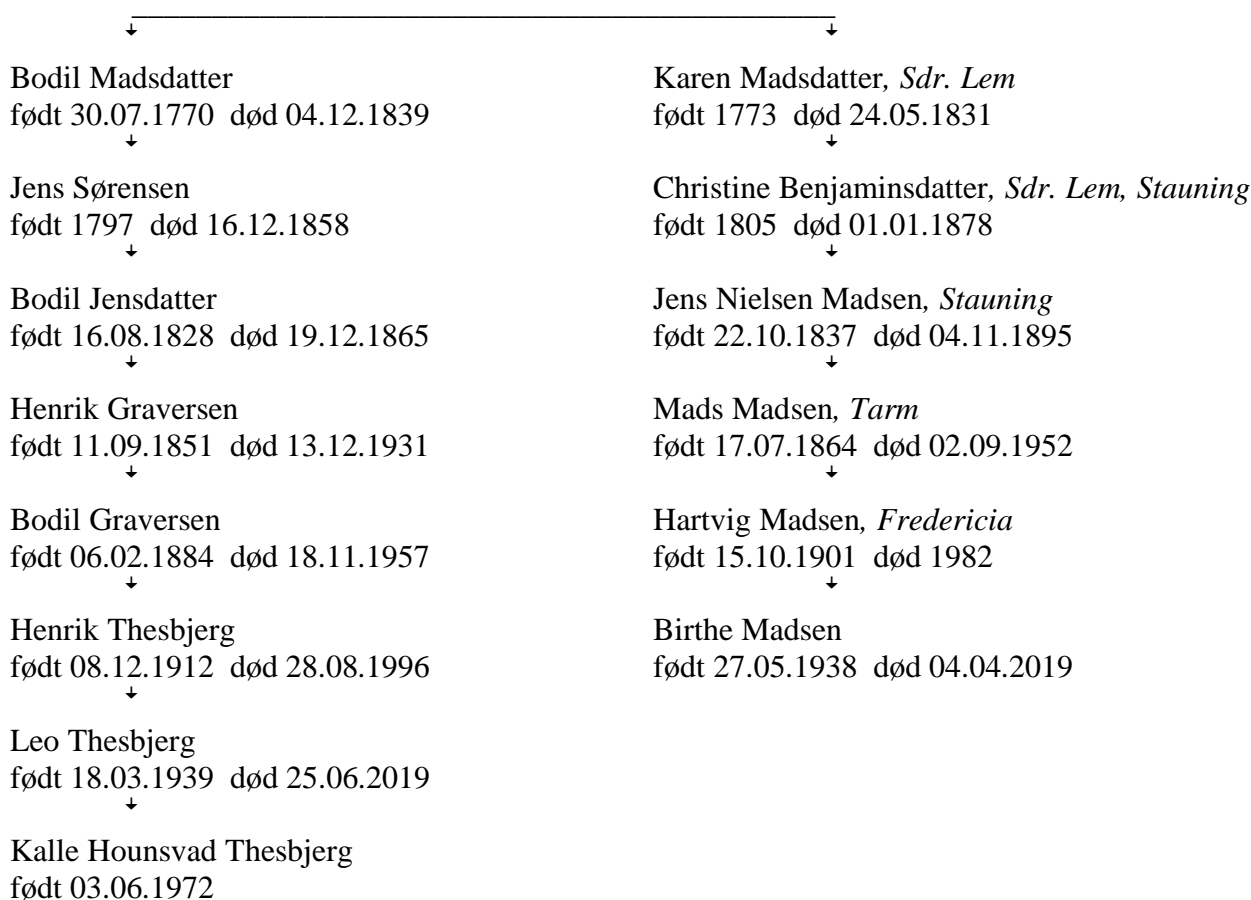 Bodil Madsdatter
født 30.07.1770 død 04.12.1839
Jens Sørensen
født 1797 død 16.12.1858
Bodil Jensdatter
født 16.08.1828 død 19.12.1865
Henrik Graversen
født 11.09.1851 død 13.12.1931
Bodil Graversen
født 06.02.1884 død 18.11.1957
Henrik Thesbjerg
født 08.12.1912 død 28.08.1996
Leo Thesbjerg
født 18.03.1939 død 25.06.2019
Kalle Hounsvad Thesbjerg
født 03.06.1972
Karen Madsdatter, Sdr. Lem
født 1773 død 24.05.1831
Christine Benjaminsdatter, Sdr. Lem, Stauning
født 1805 død 01.01.1878
Jens Nielsen Madsen, Stauning
født 22.10.1837 død 04.11.1895
Mads Madsen, Tarm
født 17.07.1864 død 02.09.1952
Hartvig Madsen, Fredericia
født 15.10.1901 død 1982
Birthe Madsen
født 27.05.1938 død 04.04.2019